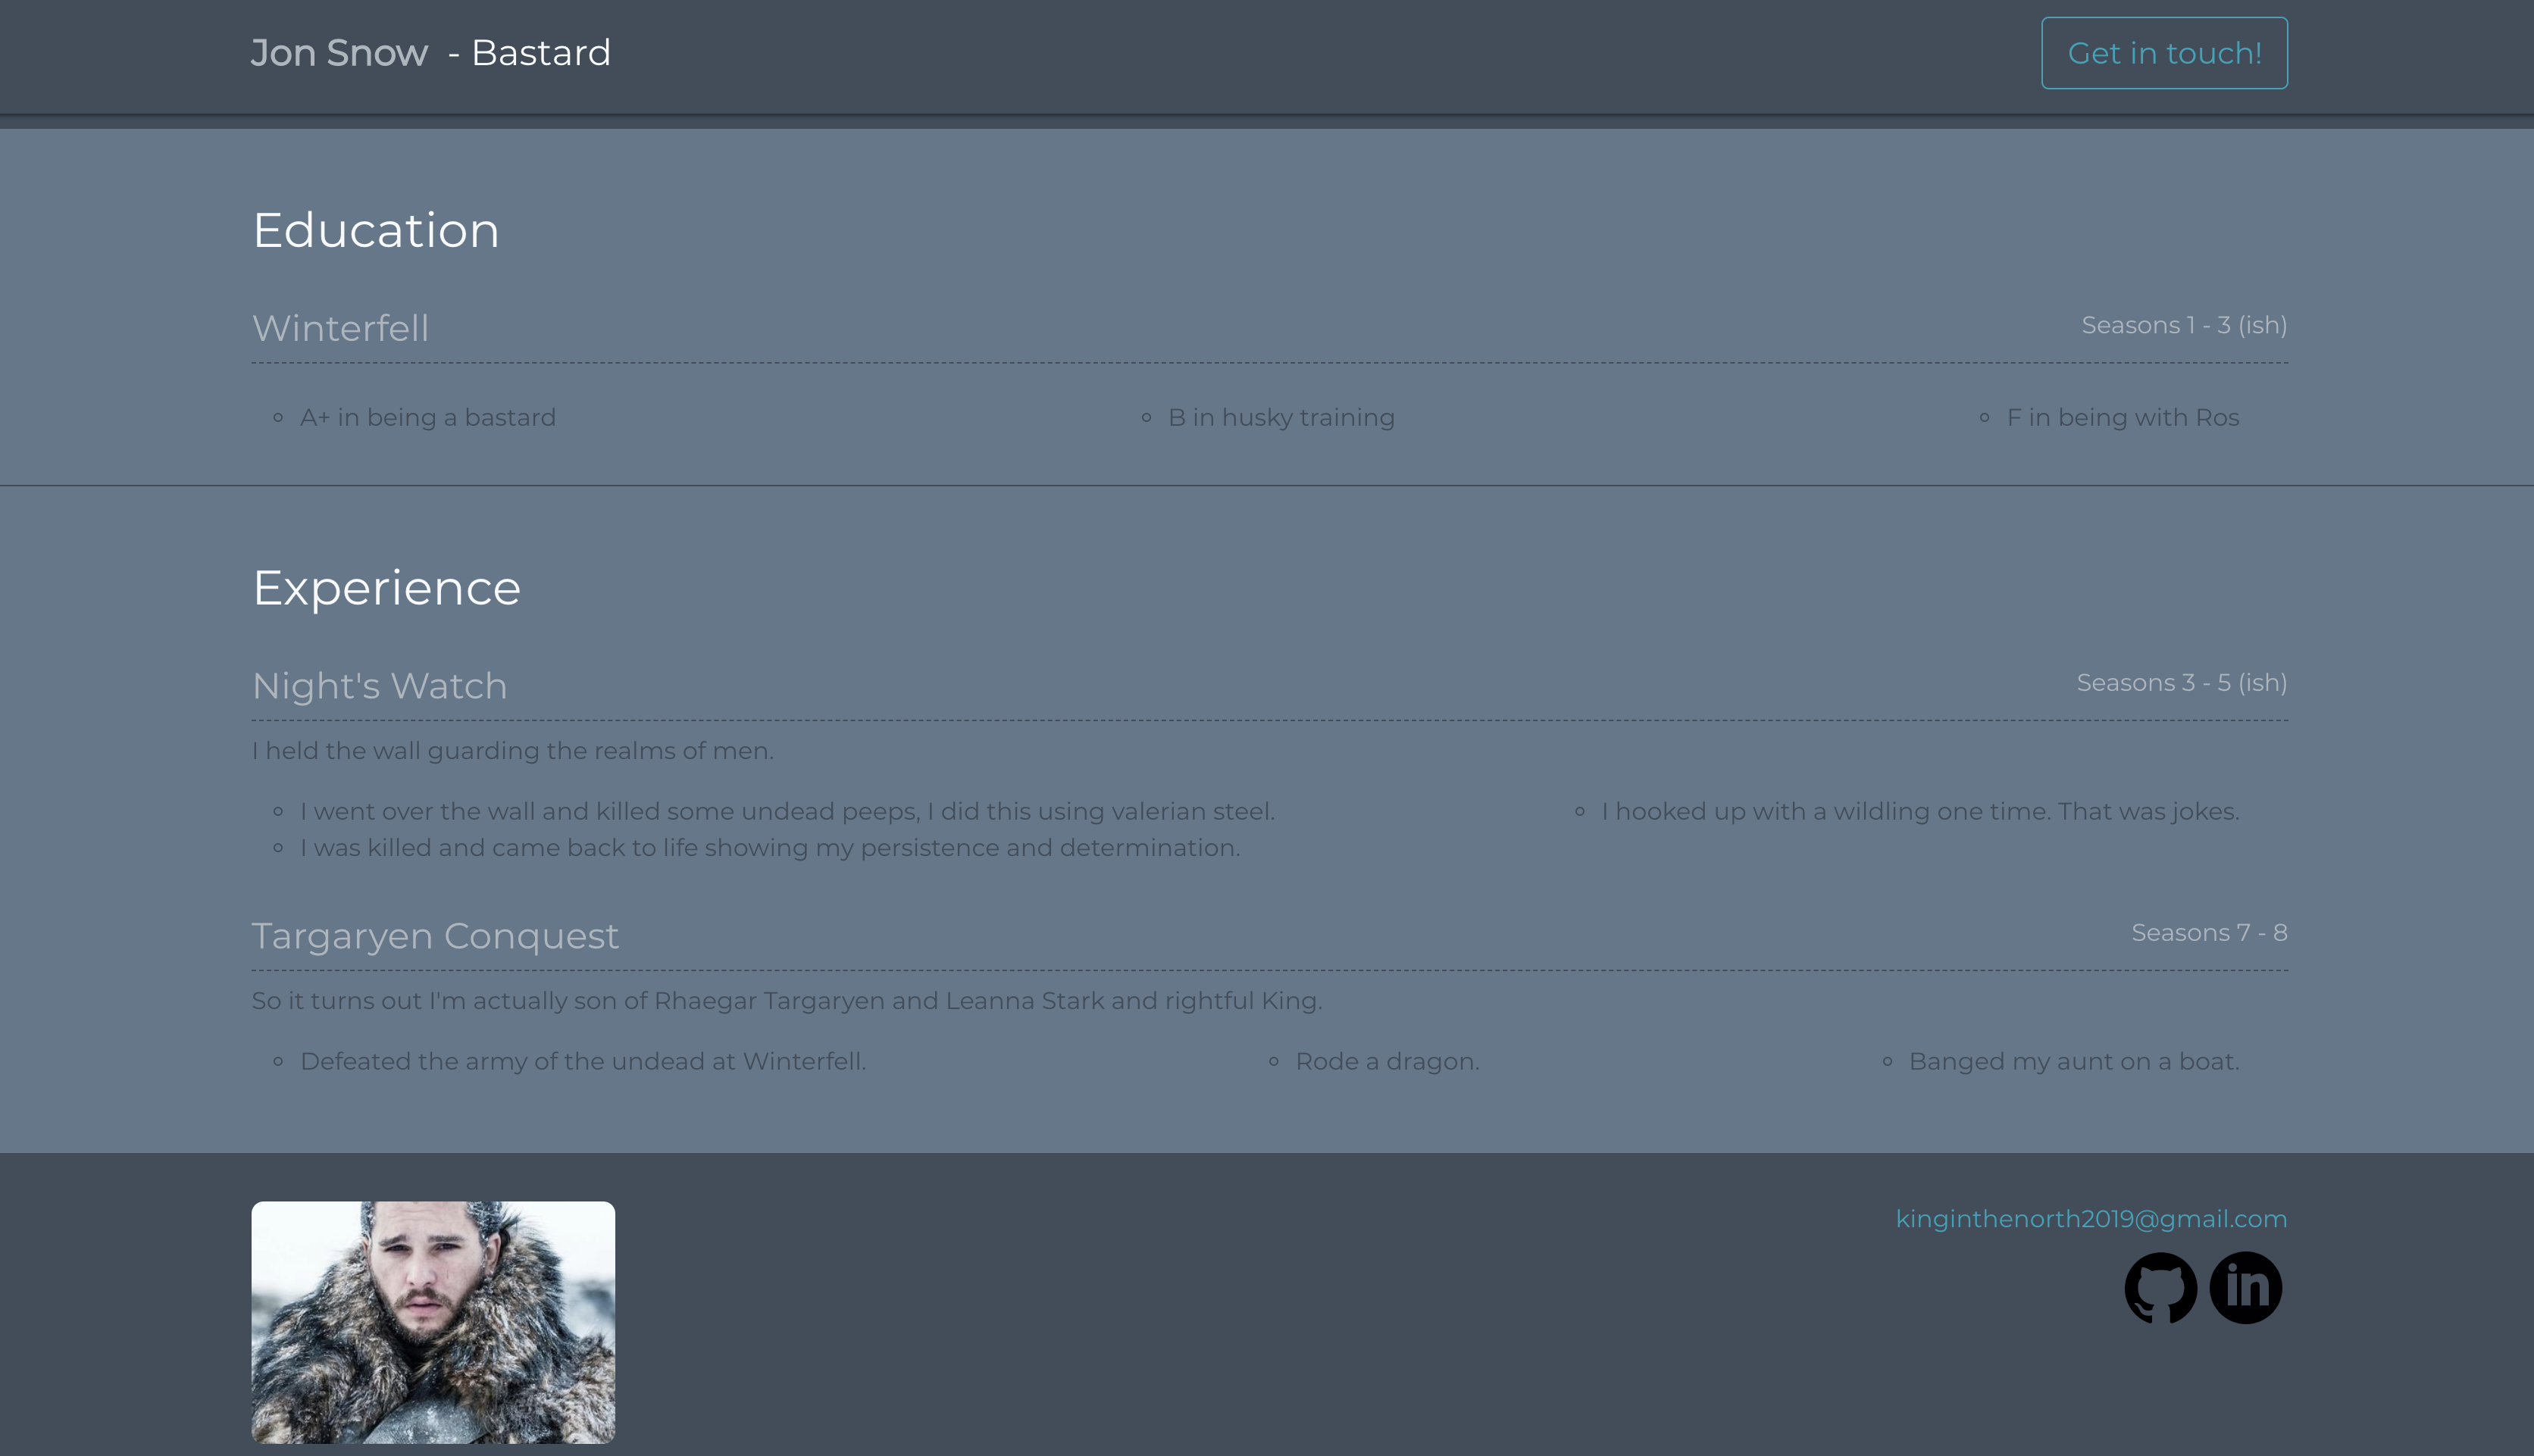 Jon Snow - Bastard
Get in touch!
Education
Winterfell
Seasons 1 - 3 (ish)
A+ in being a bastard
B in husky training
F in being with Ros
Experience
Night's Watch
Seasons 3 - 5 (ish)
I held the wall guarding the realms of men.
I went over the wall and killed some undead peeps, I did this using valerian steel.
I hooked up with a wildling one time. That was jokes.
I was killed and came back to life showing my persistence and determination.
Targaryen Conquest
Seasons 7 - 8
So it turns out I'm actually son of Rhaegar Targaryen and Leanna Stark and rightful King.
Defeated the army of the undead at Winterfell.
Rode a dragon.
Banged my aunt on a boat.
kinginthenorth2019@gmail.com
in